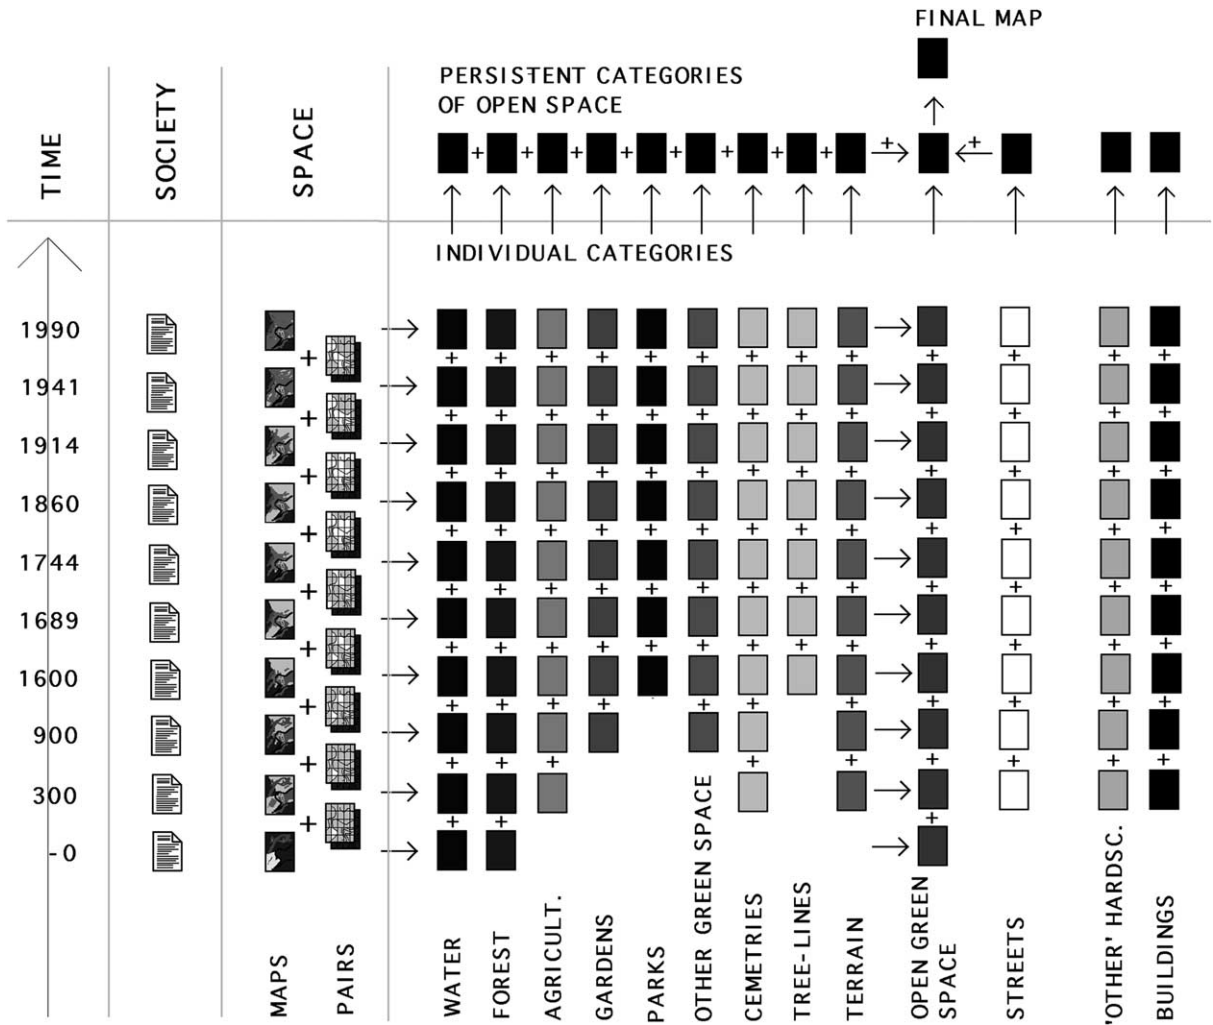 FINAL MAP
PERSISTENT CATEGORIES
OF OPEN SPACE
TIME
SOCIETY
SPACE
+ + + + + + + + + +
INDIVIDUAL CATEGORIES
1990
1941
1914
1860
1744
1689
1600
900
300
-0
MAPS
PAIRS
WATER
FOREST
AGRICULT.
GARDENS
PARKS
OTHER GREEN SPACE
CEMETRIES
TREE-LINES
TERRAIN
OPEN GREEN
SPACE
STREETS
'OTHER' HARDSC.
BUILDINGS